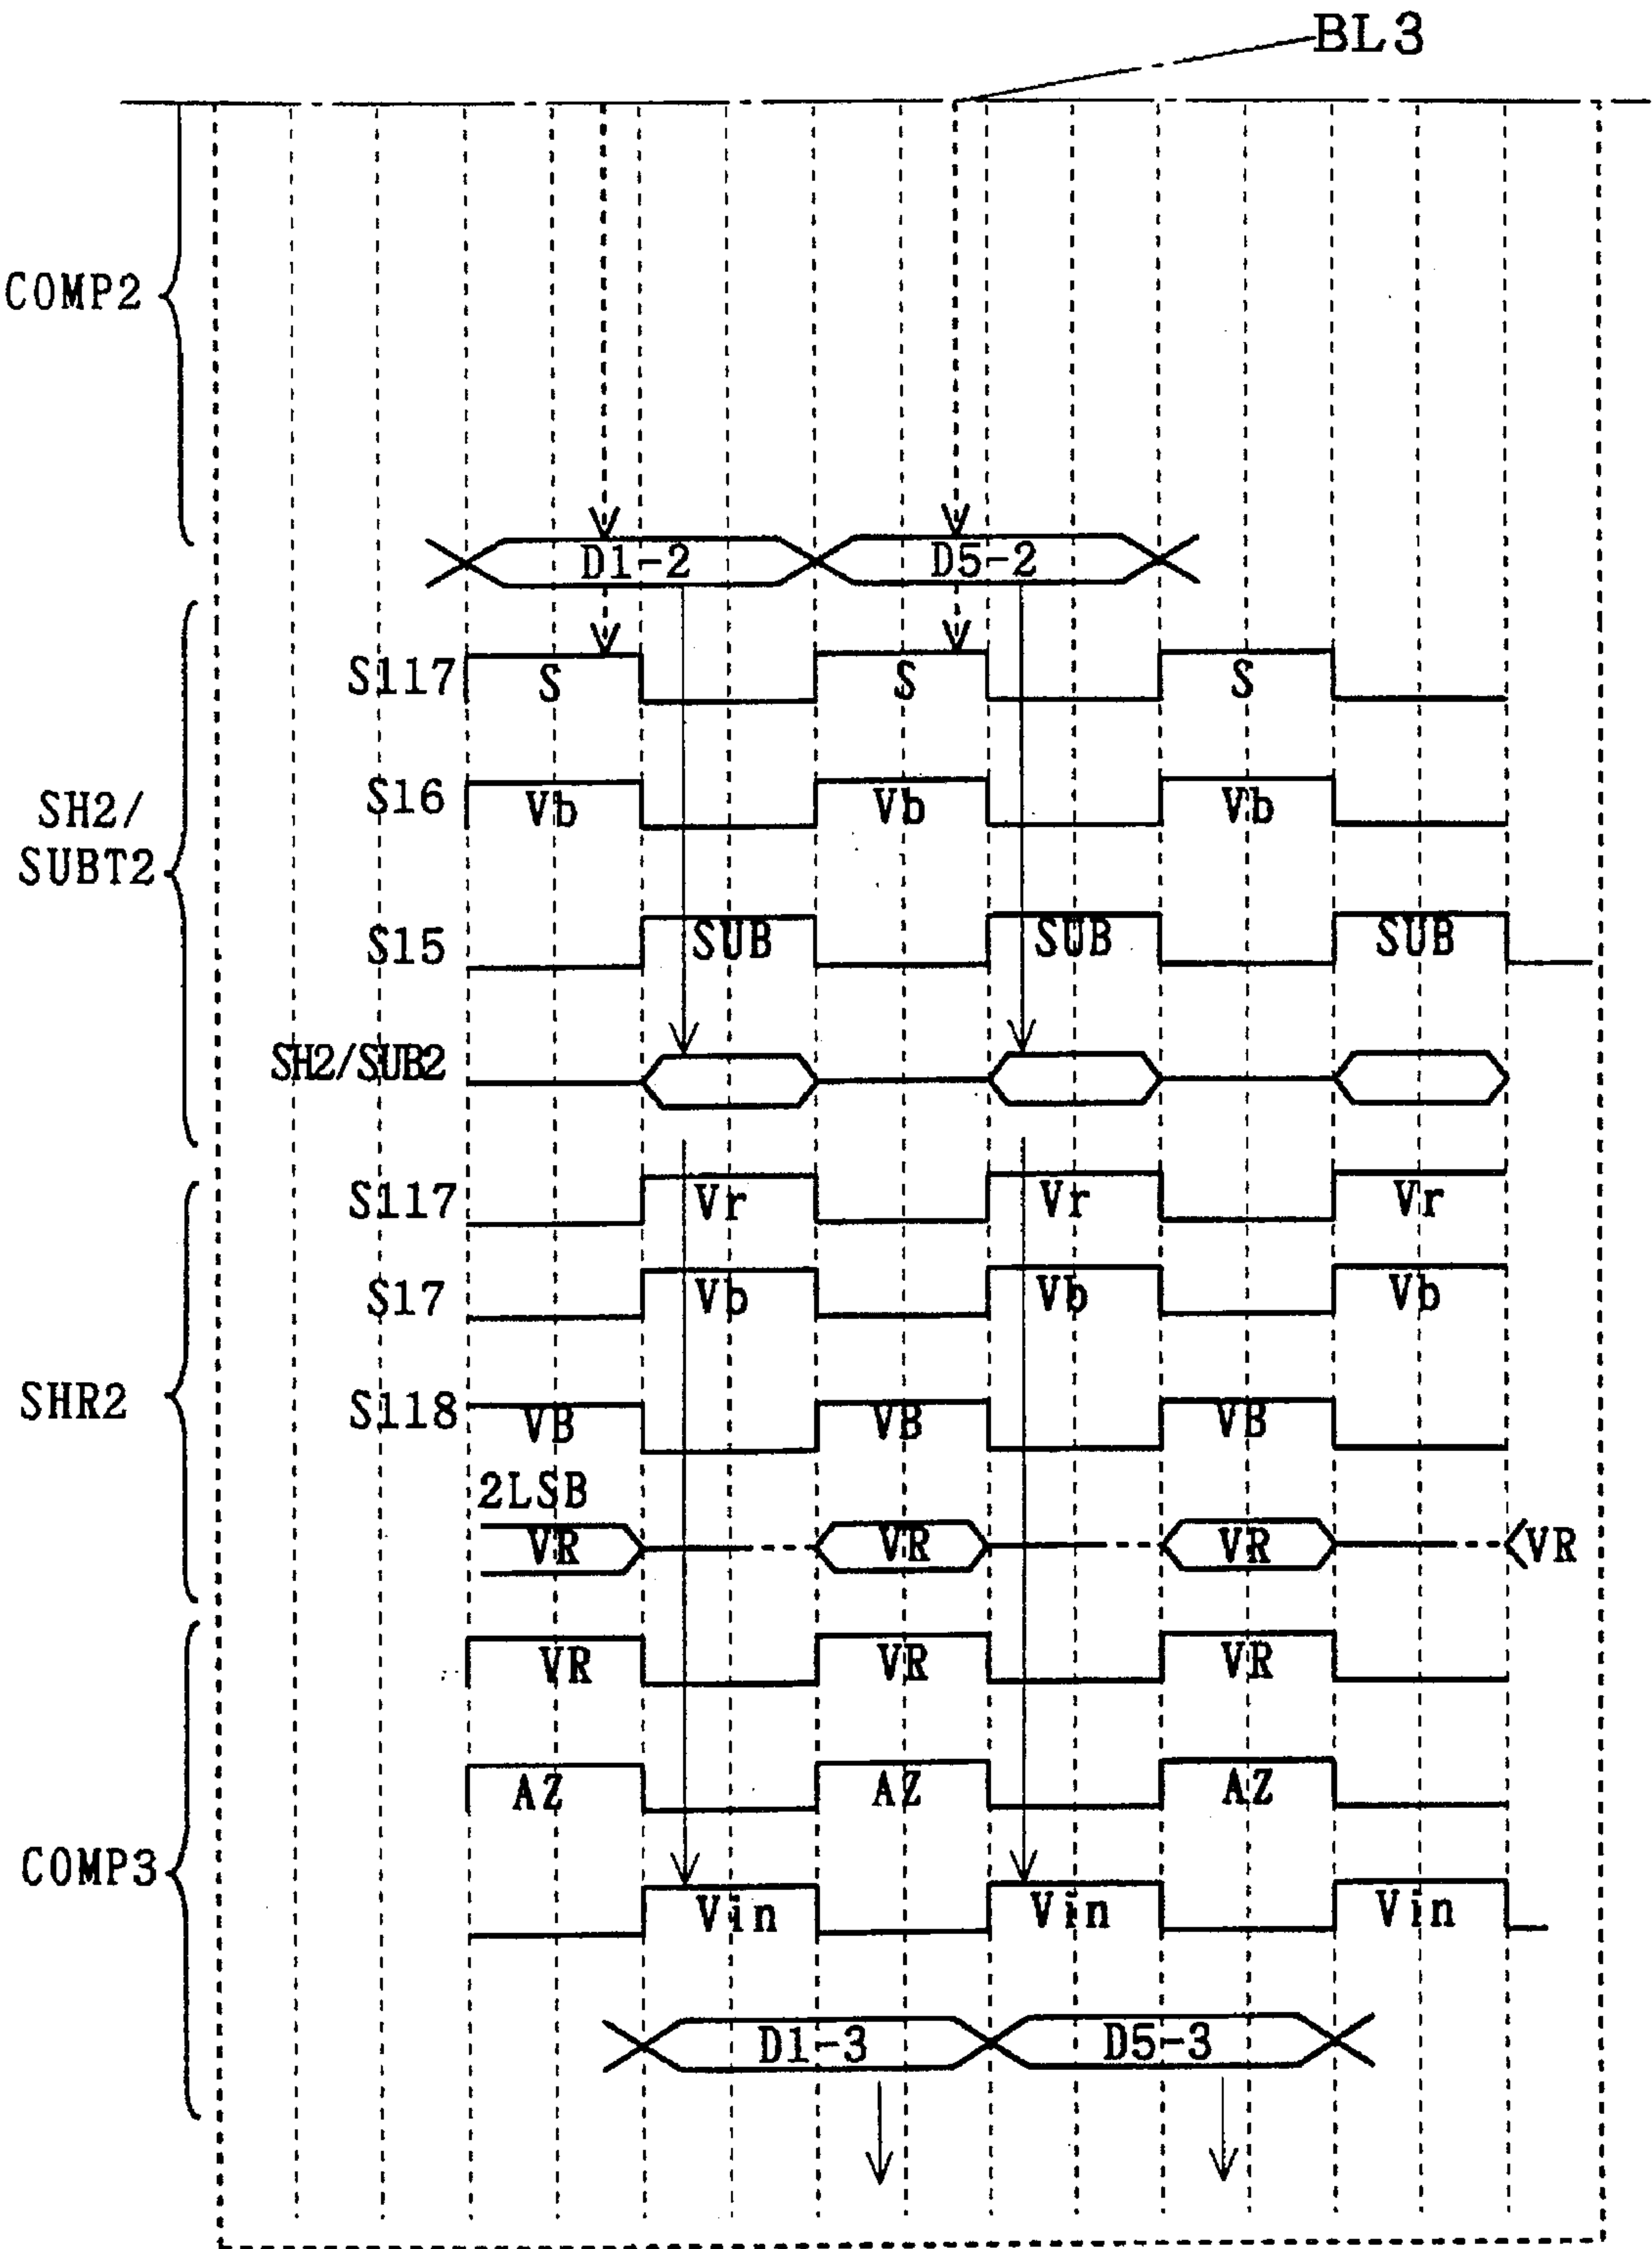 BL3
COMP2
D1-2 D5-2
S117 S S S
SH2/
SUBT2
S16 Vb Vb Vb
S15 SUB SUB SUB
SH2/SUB2
S117 Vr Vr Vr
S17 Vb Vb Vb
SHR2
S118 VB VB VB
2LSB
VR VR VR VR
VR VR VR
AZ AZ AZ
COMP3
Vin Vin Vin
D1-3 D5-3